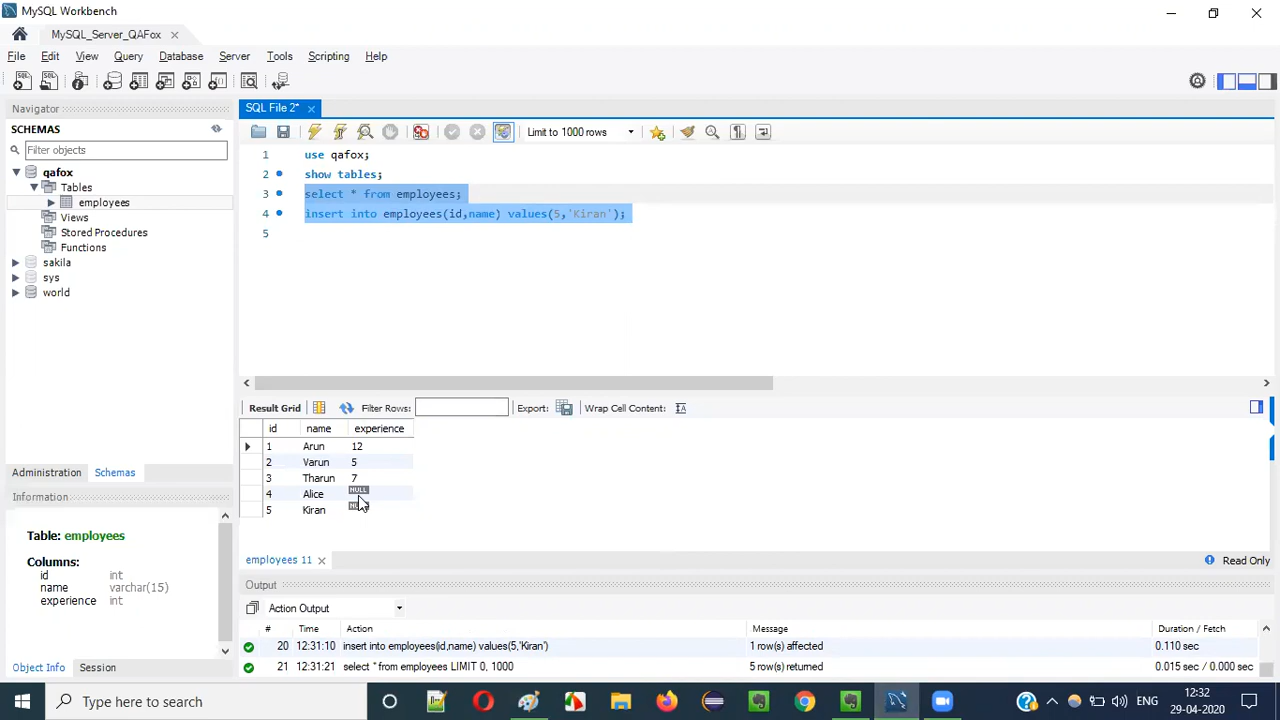 MySQL Workbench
MySQL_Server_QAFox
File Edit View Query Database Server Tools Scripting Help
Navigator
SCHEMAS
Filter objects
qafox
Tables
employees
Views
Stored Procedures
Functions
sakila
sys
world
Administration Schemas
Information
Table: employees
Columns:
id int
name varchar(15)
experience int
Object Info Session
SQL File 2*
Limit to 1000 rows
1 use qafox;
2 show tables;
3 select * from employees;
4 insert into employees(id,name) values(5,'Kiran');
5
Result Grid Filter Rows: Export: Wrap Cell Content:
id name experience
1 Arun 12
2 Varun 5
3 Tharun 7
4 Alice NULL
5 Kiran
employees 11
Read Only
Output
Action Output
# Time Action Message Duration / Fetch
20 12:31:10 insert into employees(id,name) values(5,'Kiran') 1 row(s) affected 0.110 sec
21 12:31:21 select * from employees LIMIT 0, 1000 5 row(s) returned 0.015 sec / 0.000 sec
Type here to search
ENG
12:32
29-04-2020